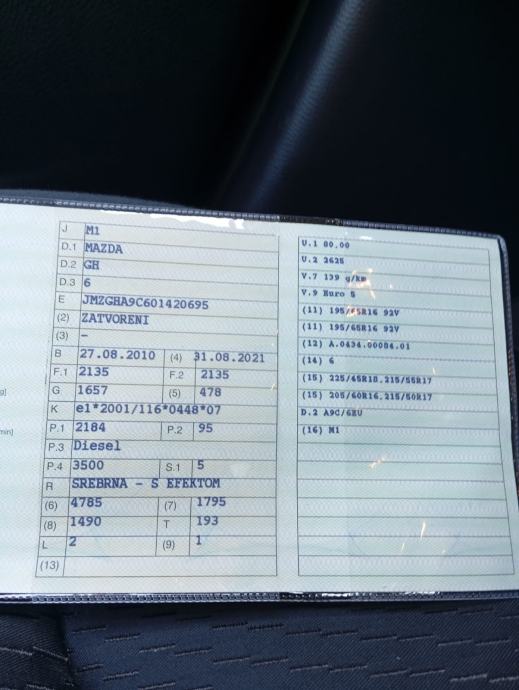 J M1
D.1 MAZDA
D.2 GH
D.3 6
E JMZGHA9C601420695
(2) ZATVORENI
(3) –
B 27.08.2010 (4) 31.08.2021
F.1 2135 F.2 2135
G 1657 (5) 478
K e1*2001/116*0448*07
P.1 2184 P.2 95
P.3 Diesel
P.4 3500 S.1 5
R SREBRNA - S EFEKTOM
(6) 4785 (7) 1795
(8) 1490 T 193
L 2 (9) 1
(13)
U.1 80,00
U.2 2625
V.7 139 g/km
V.9 Euro 5
(11) 195/65R16 92V
(11) 195/65R16 92V
(12) A.0434.00084.01
(14) 6
(15) 225/45R18,215/55R17
(15) 205/60R16,215/50R17
D.2 A9C/6EU
(16) M1
g]
min]